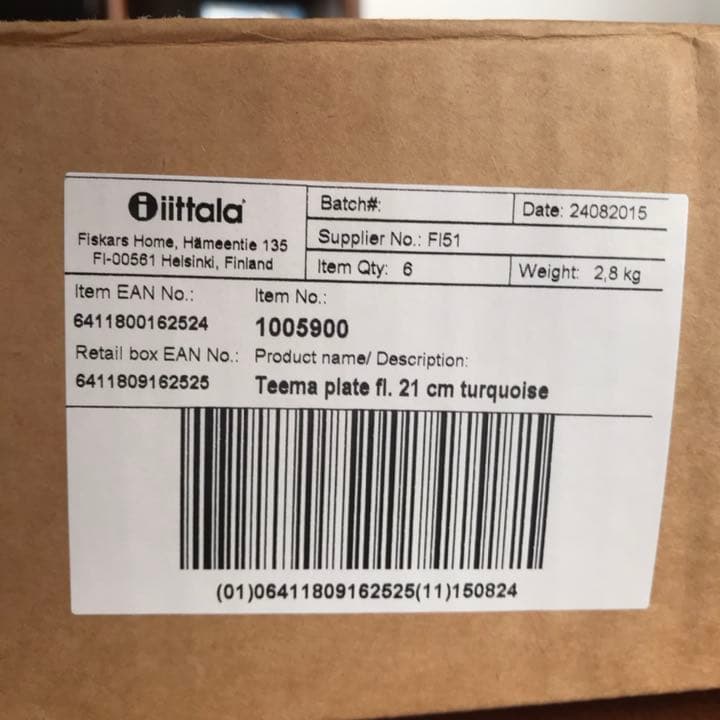 iittala
Fiskars Home, Hämeentie 135
FI-00561 Helsinki, Finland
Batch#:
Date: 24082015
Supplier No.: FI51
Item Qty: 6
Weight: 2,8 kg
Item EAN No.:
Item No.:
6411800162524
1005900
Retail box EAN No.:
Product name/ Description:
6411809162525
Teema plate fl. 21 cm turquoise
(01)06411809162525(11)150824